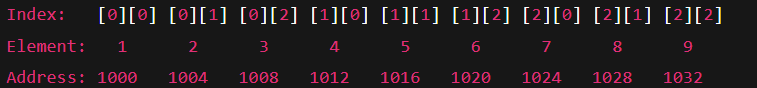 Index:   [0][0] [0][1] [0][2] [1][0] [1][1] [1][2] [2][0] [2][1] [2][2]
Element:   1      2      3      4      5      6      7      8      9
Address: 1000   1004   1008   1012   1016   1020   1024   1028   1032